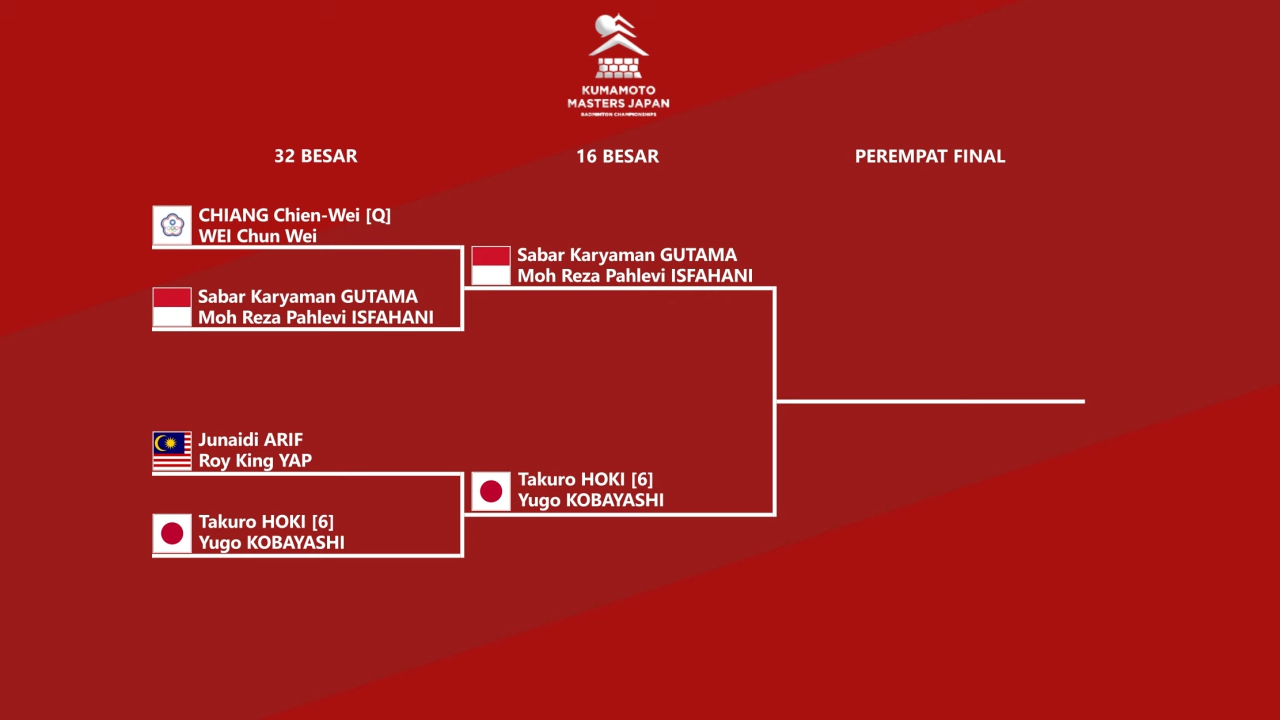 KUMAMOTO
MASTERS JAPAN
BADMINTON CHAMPIONSHIPS
32 BESAR
16 BESAR
PEREMPAT FINAL
CHIANG Chien-Wei [Q]
WEI Chun Wei
Sabar Karyaman GUTAMA
Moh Reza Pahlevi ISFAHANI
Sabar Karyaman GUTAMA
Moh Reza Pahlevi ISFAHANI
Junaidi ARIF
Roy King YAP
Takuro HOKI [6]
Yugo KOBAYASHI
Takuro HOKI [6]
Yugo KOBAYASHI